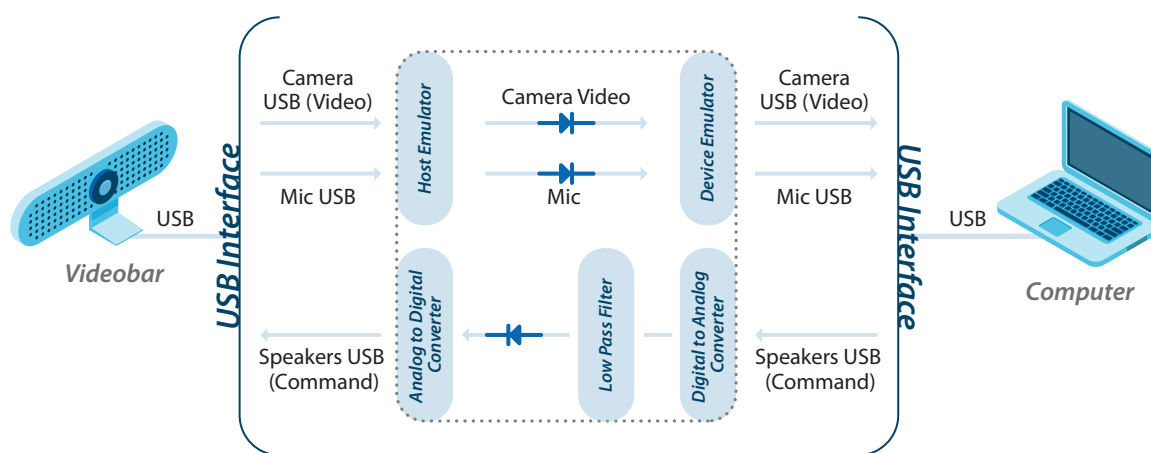 Camera
USB (Video)
Mic USB
Host Emulator
Camera Video
Mic
Device Emulator
Camera
USB (Video)
Mic USB
USB
Videobar
USB Interface
USB Interface
USB
Computer
Speakers USB
(Command)
Analog to Digital
Converter
Low Pass Filter
Digital to Analog
Converter
Speakers USB
(Command)